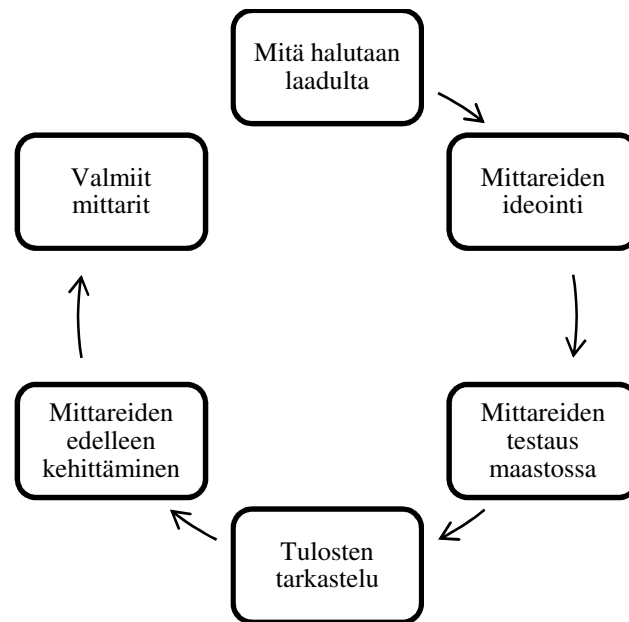 Mitä halutaan
laadulta
Mittareiden
ideointi
Mittareiden
testaus
maastossa
Tulosten
tarkastelu
Mittareiden
edelleen
kehittäminen
Valmiit
mittarit